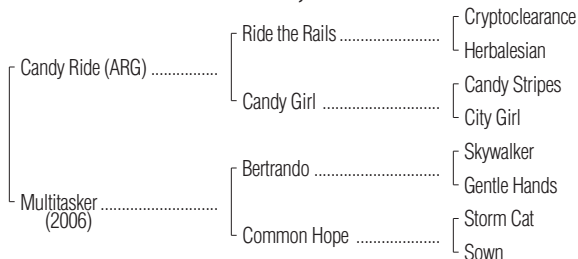 Cryptoclearance
Ride the Rails
Herbalesian
Candy Ride (ARG)
Candy Stripes
Candy Girl
City Girl
Skywalker
Bertrando
Gentle Hands
Multitasker
(2006)
Storm Cat
Common Hope
Sown